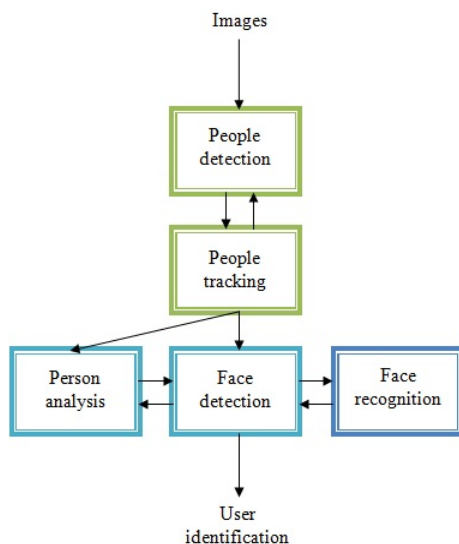 Images
People
detection
People
tracking
Person
analysis
Face
detection
Face
recognition
User
identification